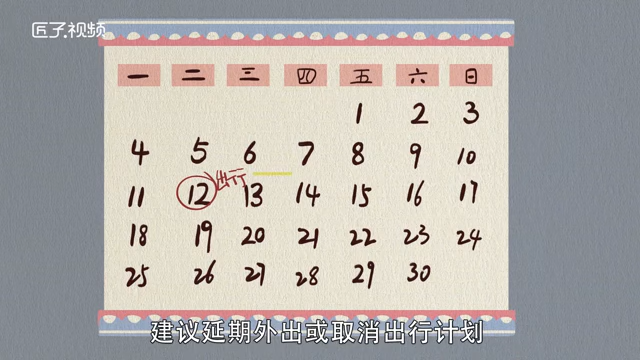 匠子.视频
一 二 三 四 五 六 日
1 2 3
4 5 6 7 8 9 10
出行
11 12 13 14 15 16 17
18 19 20 21 22 23 24
25 26 27 28 29 30
建议延期外出或取消出行计划